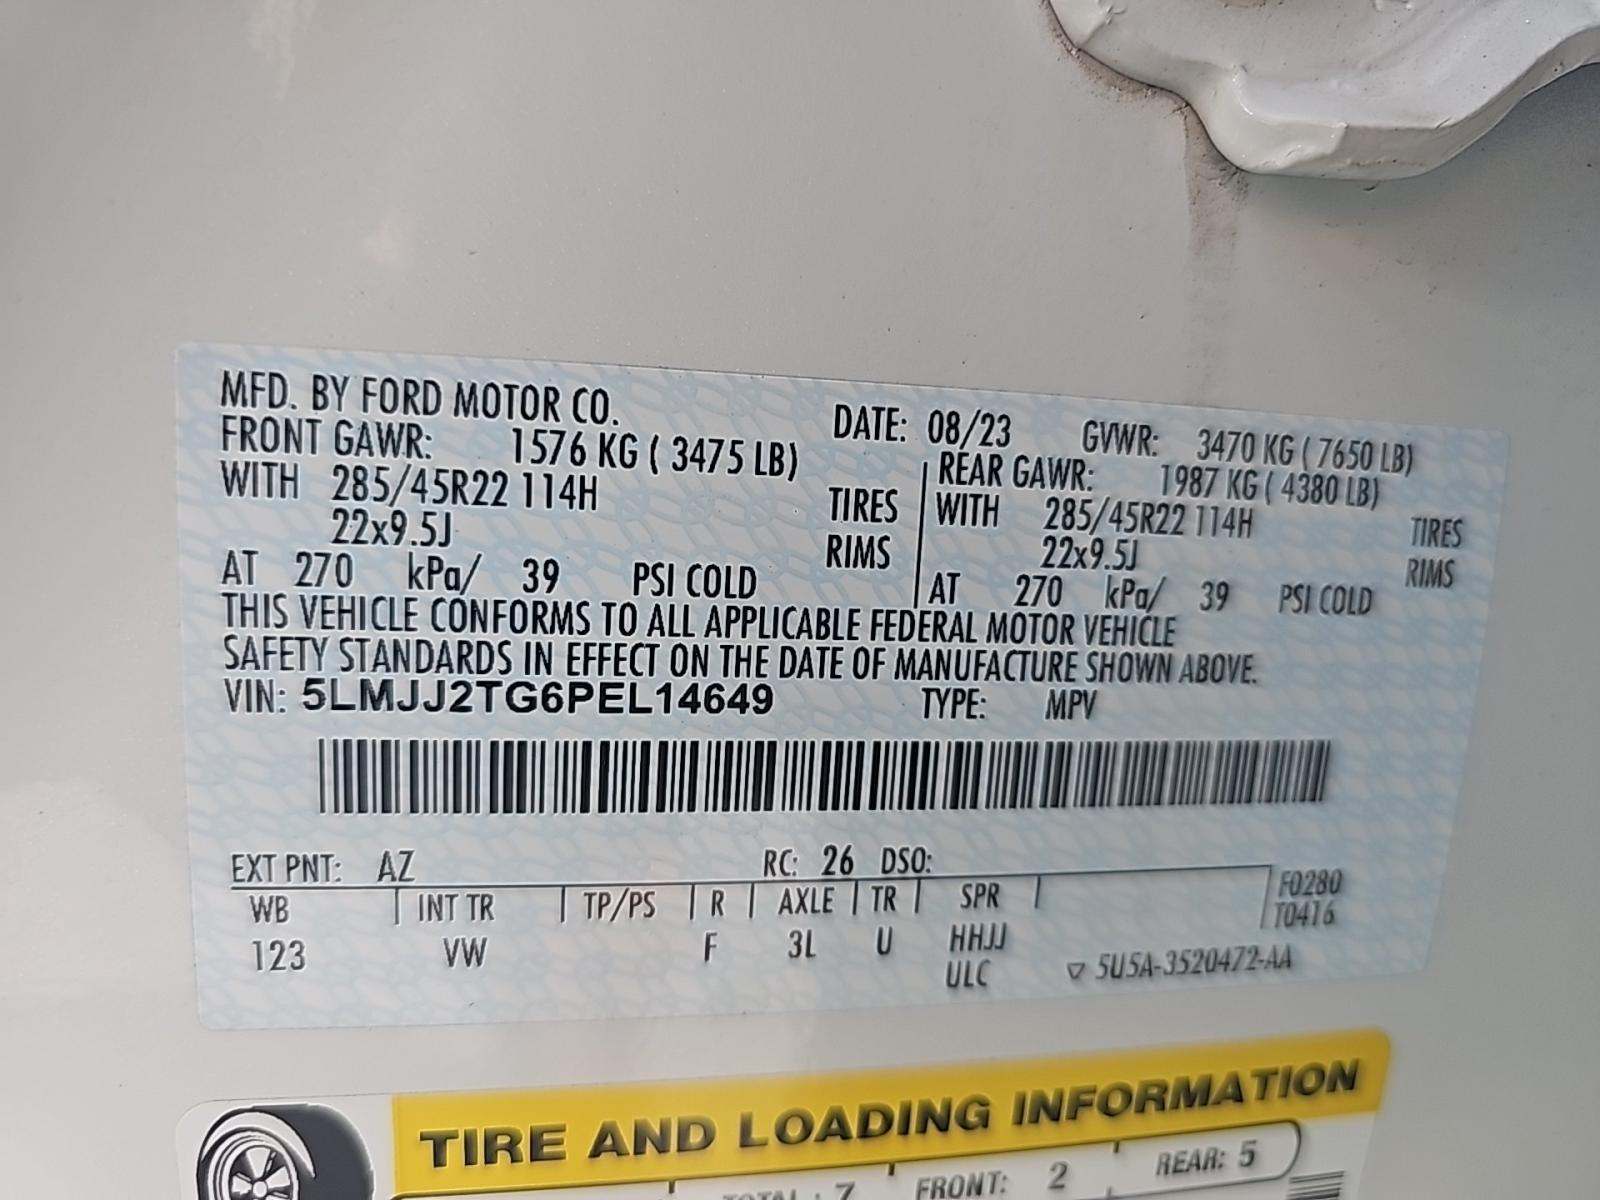 MFD. BY FORD MOTOR CO. DATE: 08/23 GVWR: 3470 KG ( 7650 LB)
FRONT GAWR: 1576 KG ( 3475 LB) REAR GAWR: 1987 KG ( 4380 LB)
WITH 285/45R22 114H TIRES WITH 285/45R22 114H TIRES
22x9.5J RIMS 22x9.5J RIMS
AT 270 kPa/ 39 PSI COLD AT 270 kPa/ 39 PSI COLD
THIS VEHICLE CONFORMS TO ALL APPLICABLE FEDERAL MOTOR VEHICLE
SAFETY STANDARDS IN EFFECT ON THE DATE OF MANUFACTURE SHOWN ABOVE.
VIN: 5LMJJ2TG6PEL14649 TYPE: MPV
EXT PNT: AZ RC: 26 DSO:
WB INT TR TP/PS R AXLE TR SPR F0280
T0416
123 VW F 3L U HHJJ
ULC ▽ 5U5A-3520472-AA
TIRE AND LOADING INFORMATION
TOTAL : 7 FRONT: 2 REAR: 5